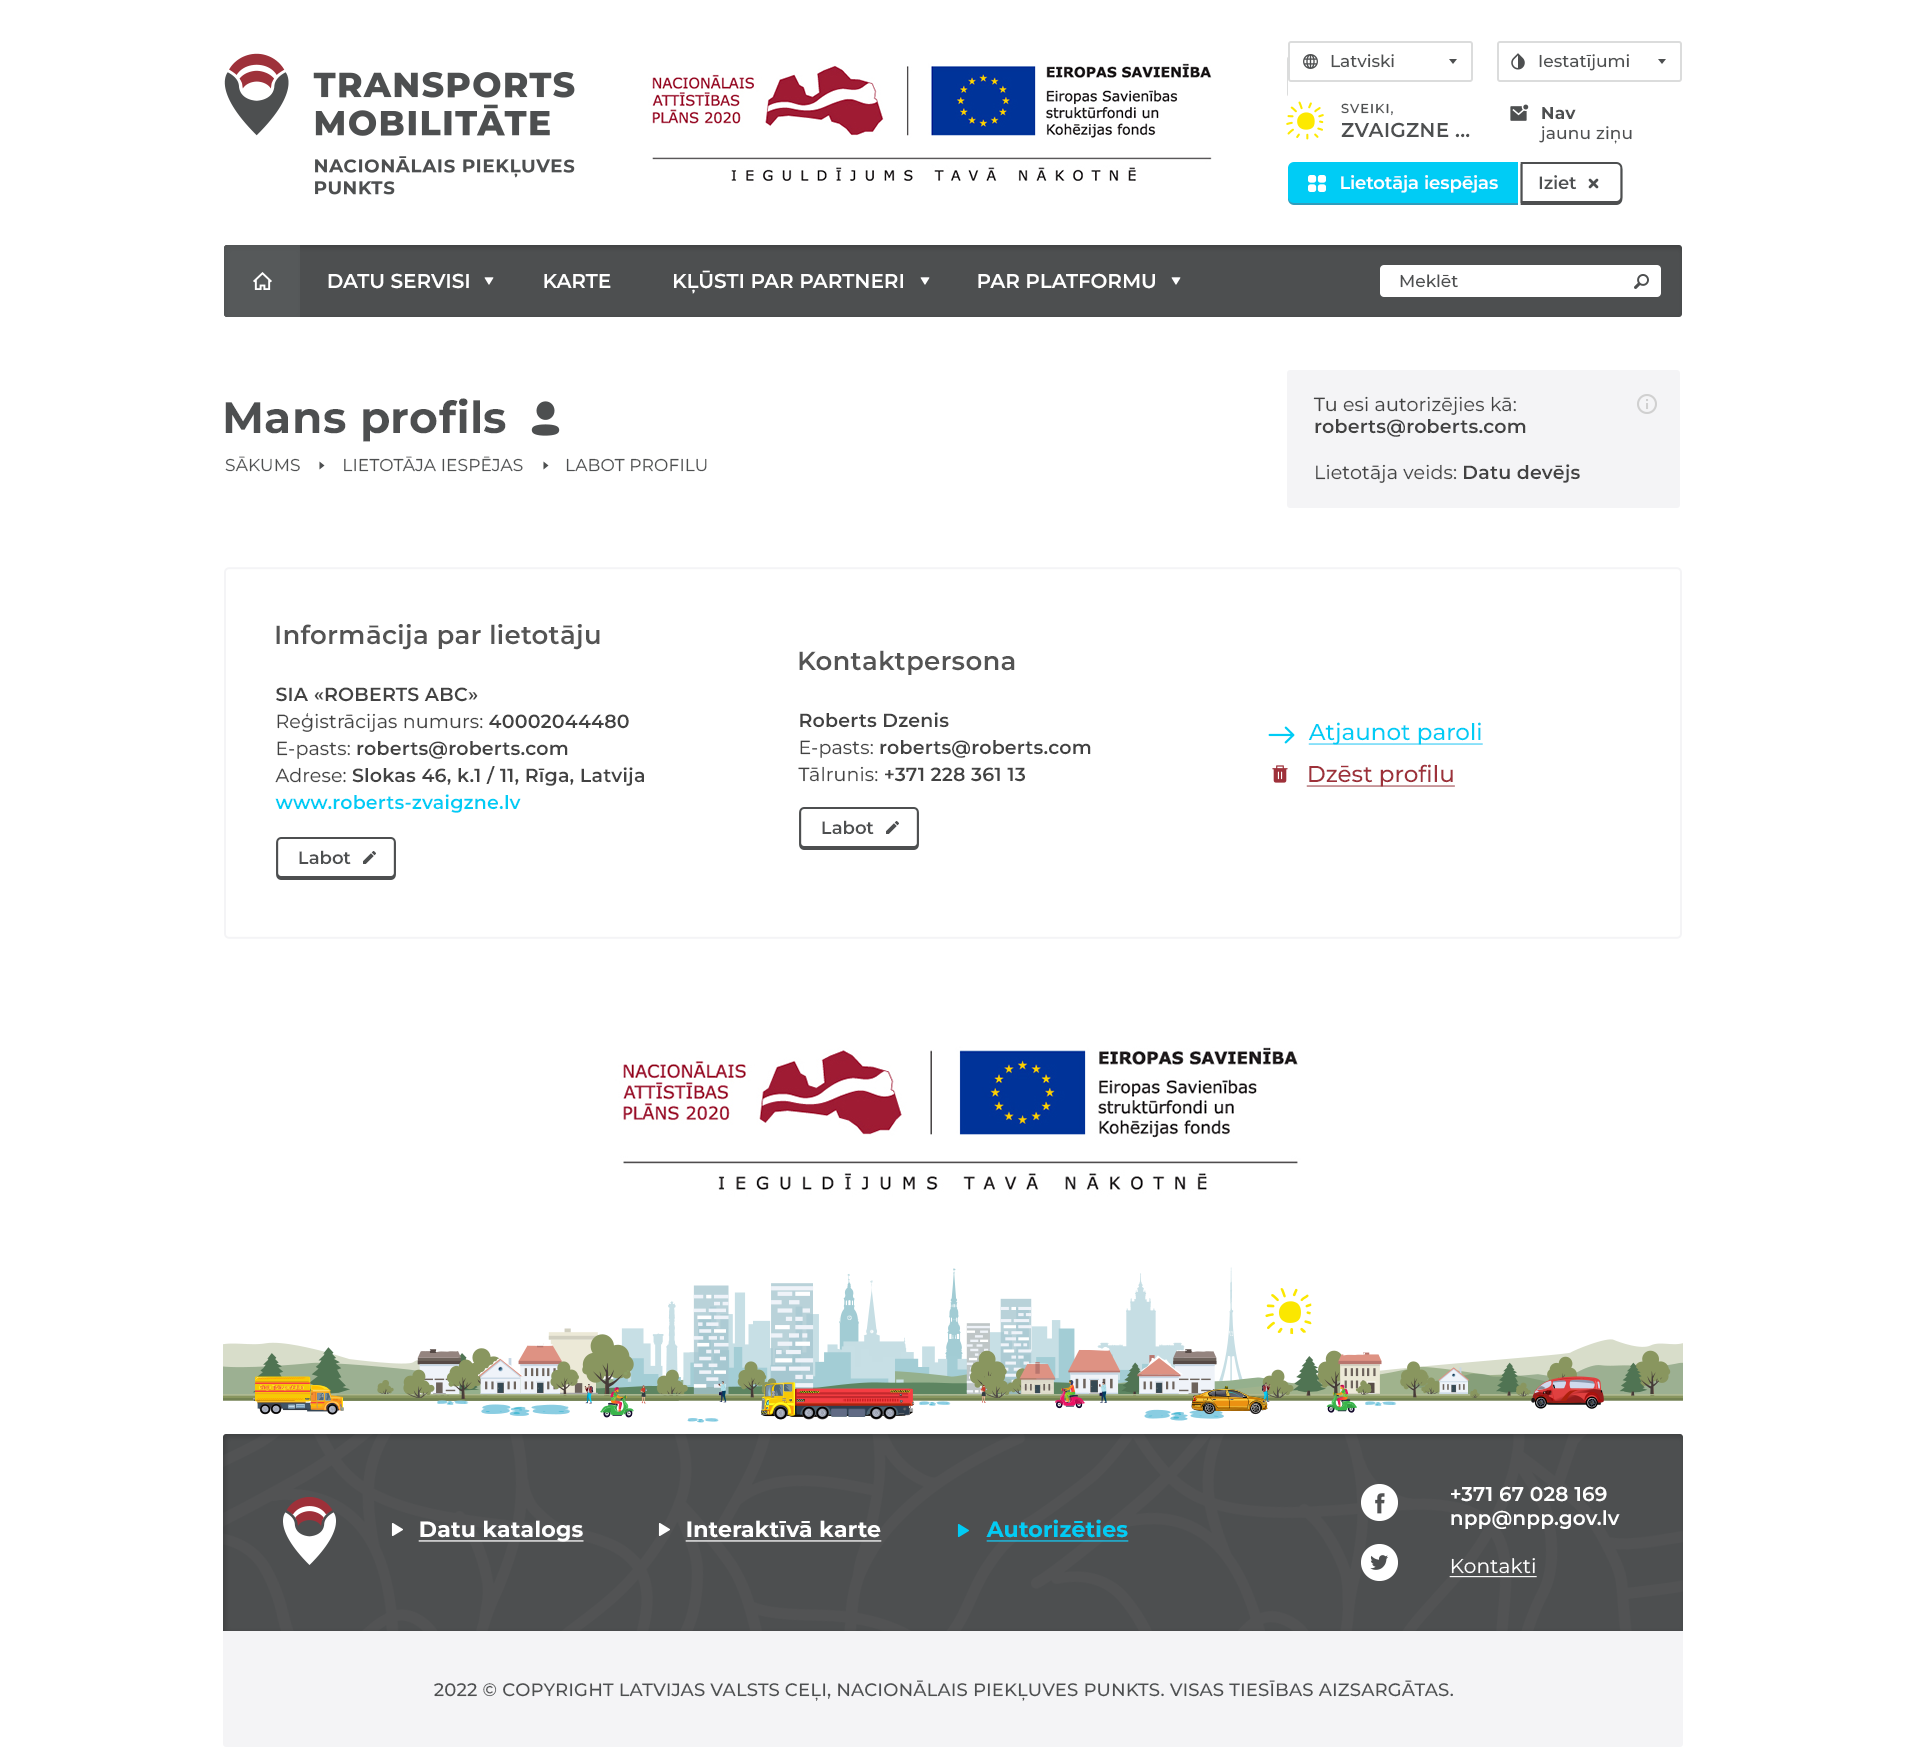 TRANSPORTS
MOBILITĀTE
NACIONĀLAIS PIEKĻUVES
PUNKTS
NACIONĀLAIS
ATTĪSTĪBAS
PLĀNS 2020
EIROPAS SAVIENĪBA
Eiropas Savienības
struktūrfondi un
Kohēzijas fonds
IEGULDĪJUMS TAVĀ NĀKOTNĒ
Latviski
Iestatījumi
SVEIKI,
ZVAIGZNE ...
Nav
jaunu ziņu
Lietotāja iespējas
Iziet
DATU SERVISI
KARTE
KĻŪSTI PAR PARTNERI
PAR PLATFORMU
Meklēt
Mans profils
SĀKUMS
LIETOTĀJA IESPĒJAS
LABOT PROFILU
Tu esi autorizējies kā:
roberts@roberts.com
Lietotāja veids: Datu devējs
Informācija par lietotāju
SIA «ROBERTS ABC»
Reģistrācijas numurs: 40002044480
E-pasts: roberts@roberts.com
Adrese: Slokas 46, k.1 / 11, Rīga, Latvija
www.roberts-zvaigzne.lv
Labot
Kontaktpersona
Roberts Dzenis
E-pasts: roberts@roberts.com
Tālrunis: +371 228 361 13
Labot
Atjaunot paroli
Dzēst profilu
NACIONĀLAIS
ATTĪSTĪBAS
PLĀNS 2020
EIROPAS SAVIENĪBA
Eiropas Savienības
struktūrfondi un
Kohēzijas fonds
IEGULDĪJUMS TAVĀ NĀKOTNĒ
Datu katalogs
Interaktīvā karte
Autorizēties
+371 67 028 169
npp@npp.gov.lv
Kontakti
2022 © COPYRIGHT LATVIJAS VALSTS CEĻI, NACIONĀLAIS PIEKĻUVES PUNKTS. VISAS TIESĪBAS AIZSARGĀTAS.